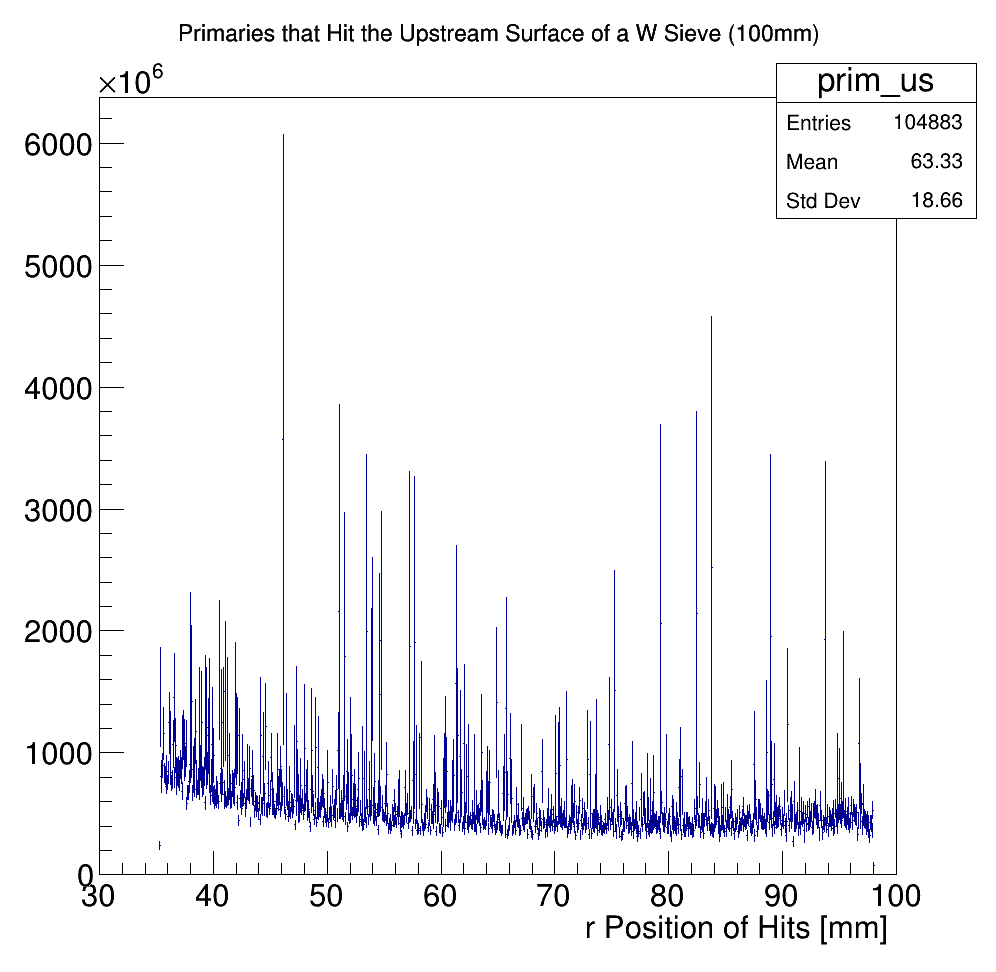 Primaries that Hit the Upstream Surface of a W Sieve (100mm)
×10⁶
prim_us
Entries 104883
Mean 63.33
Std Dev 18.66
6000
5000
4000
3000
2000
1000
0
30 40 50 60 70 80 90 100
r Position of Hits [mm]